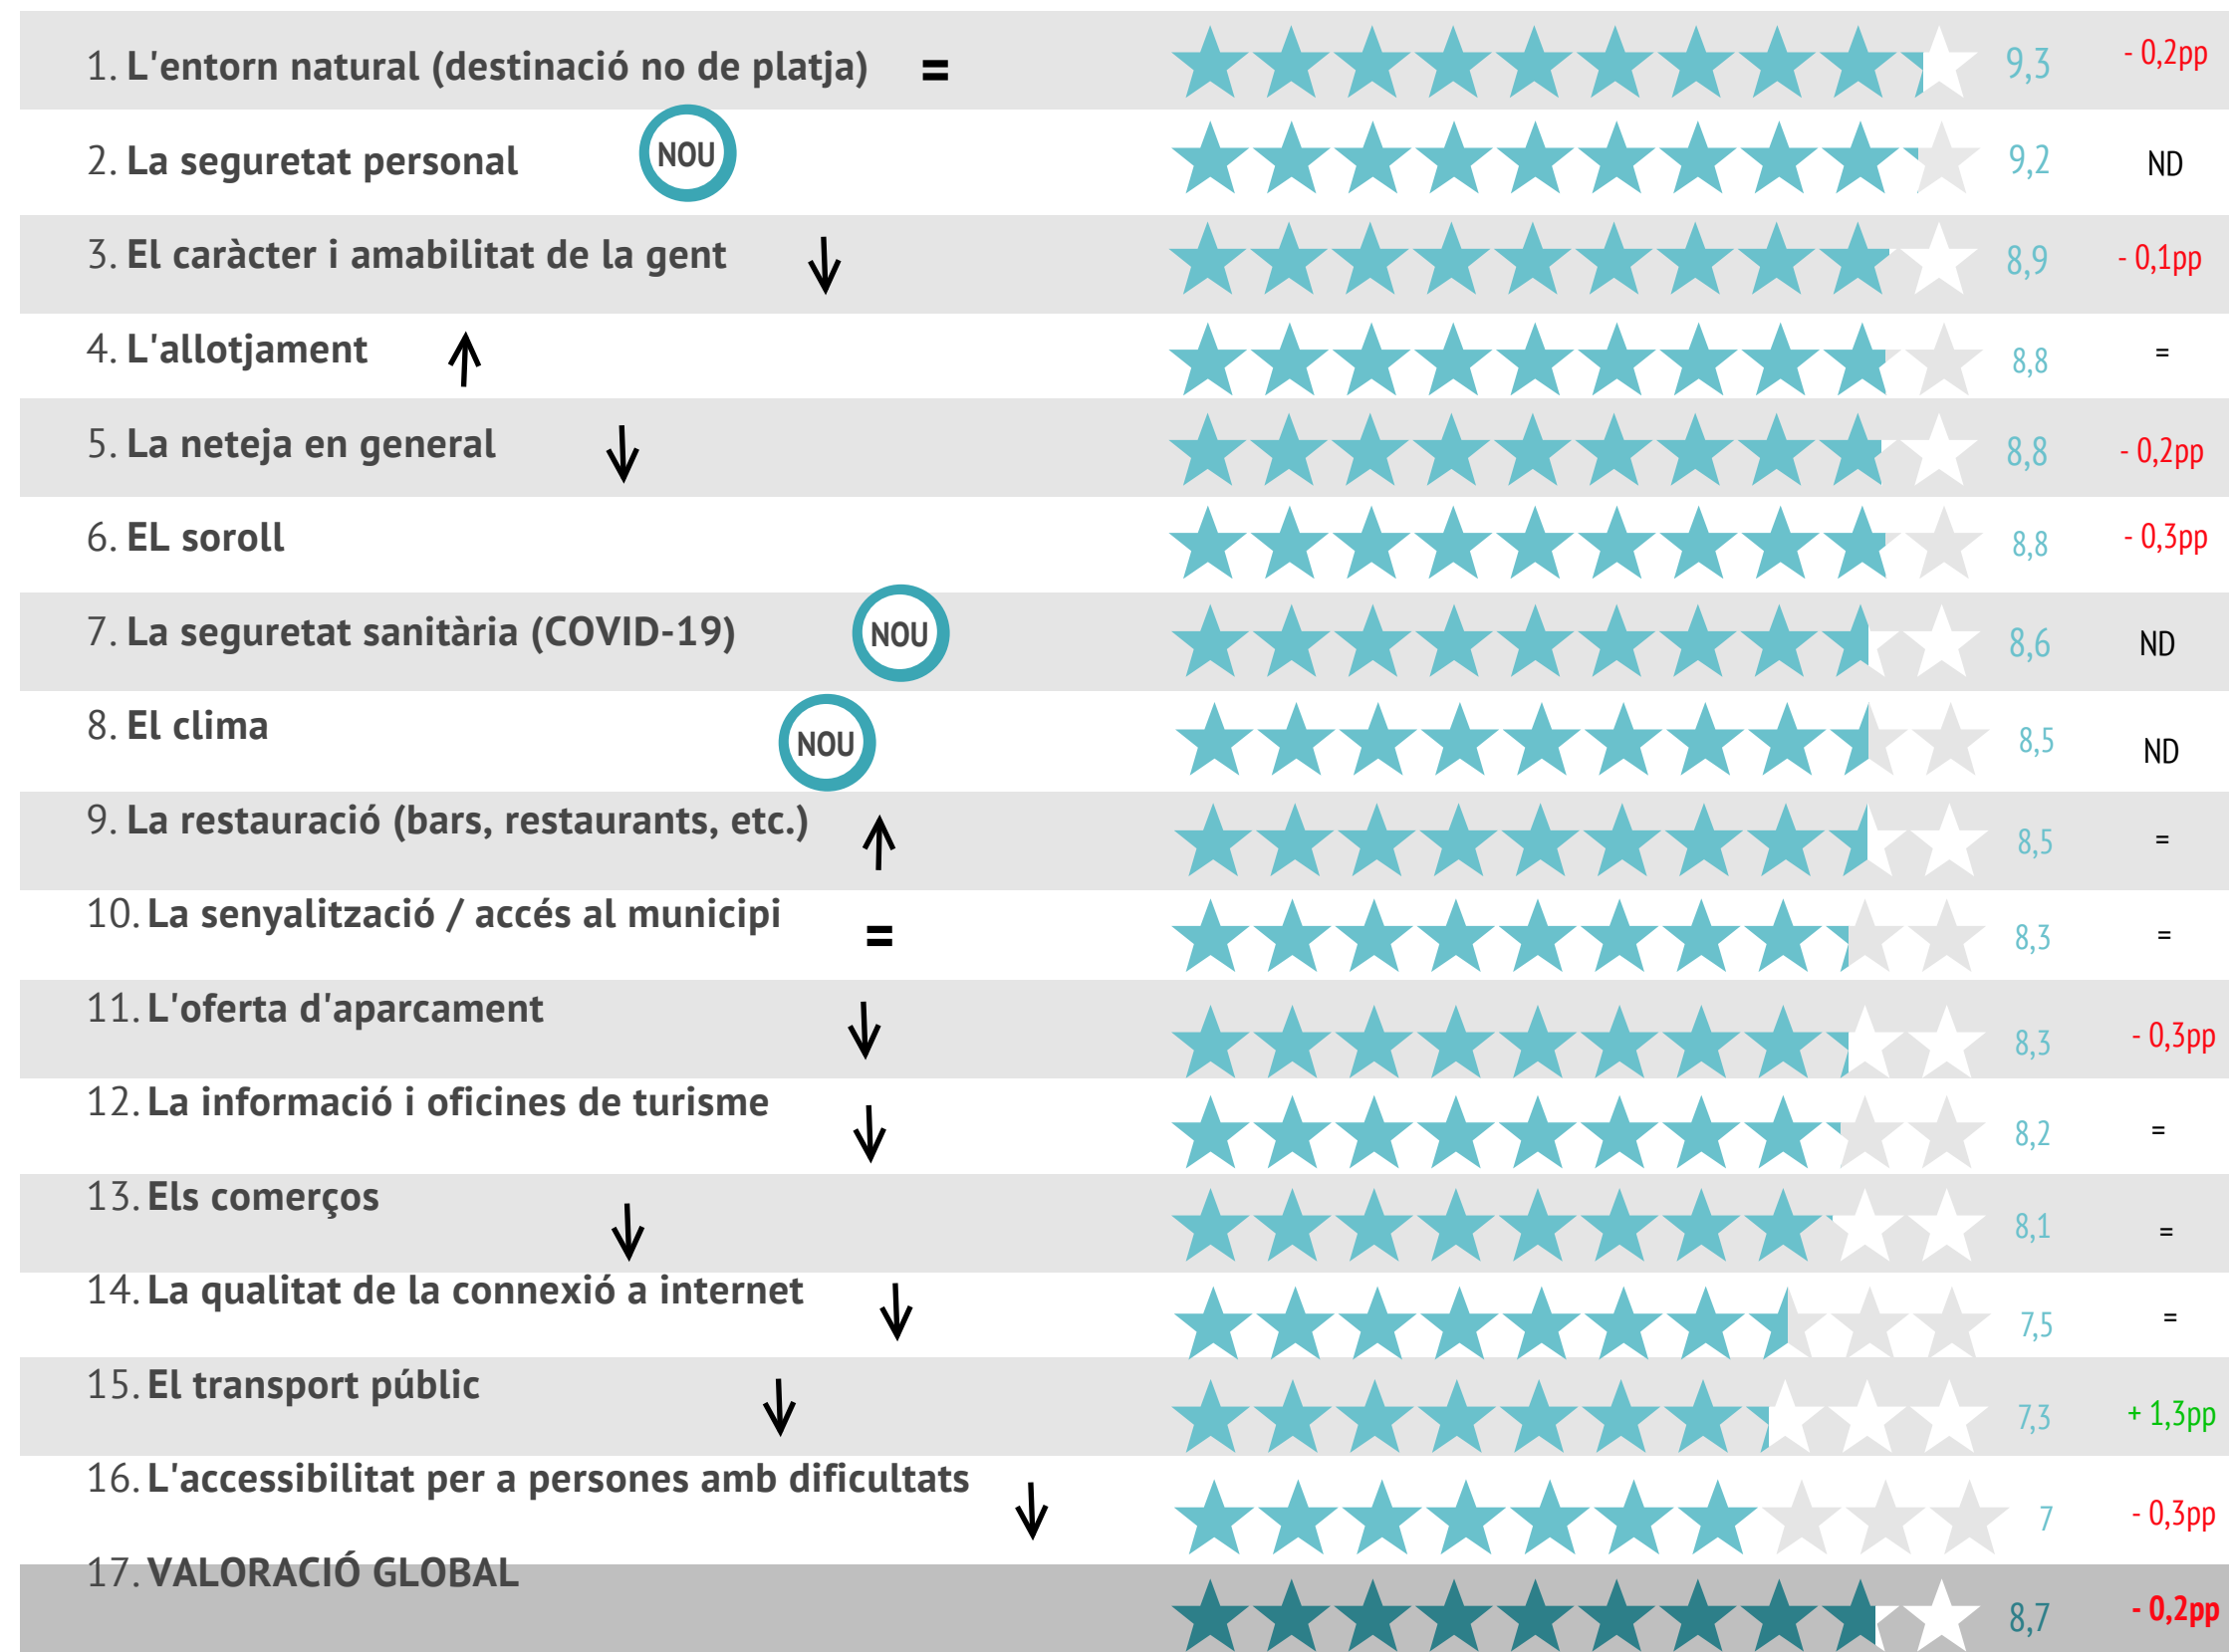 1. L'entorn natural (destinació no de platja) = 9,3 - 0,2pp
2. La seguretat personal NOU 9,2 ND
3. El caràcter i amabilitat de la gent ↓ 8,9 - 0,1pp
4. L'allotjament ↑ 8,8 =
5. La neteja en general ↓ 8,8 - 0,2pp
6. EL soroll 8,8 - 0,3pp
7. La seguretat sanitària (COVID-19) NOU 8,6 ND
8. El clima NOU 8,5 ND
9. La restauració (bars, restaurants, etc.) ↑ 8,5 =
10. La senyalització / accés al municipi = 8,3 =
11. L'oferta d'aparcament ↓ 8,3 - 0,3pp
12. La informació i oficines de turisme ↓ 8,2 =
13. Els comerços ↓ 8,1 =
14. La qualitat de la connexió a internet ↓ 7,5 =
15. El transport públic ↓ 7,3 + 1,3pp
16. L'accessibilitat per a persones amb dificultats ↓ 7 - 0,3pp
17. VALORACIÓ GLOBAL 8,7 - 0,2pp